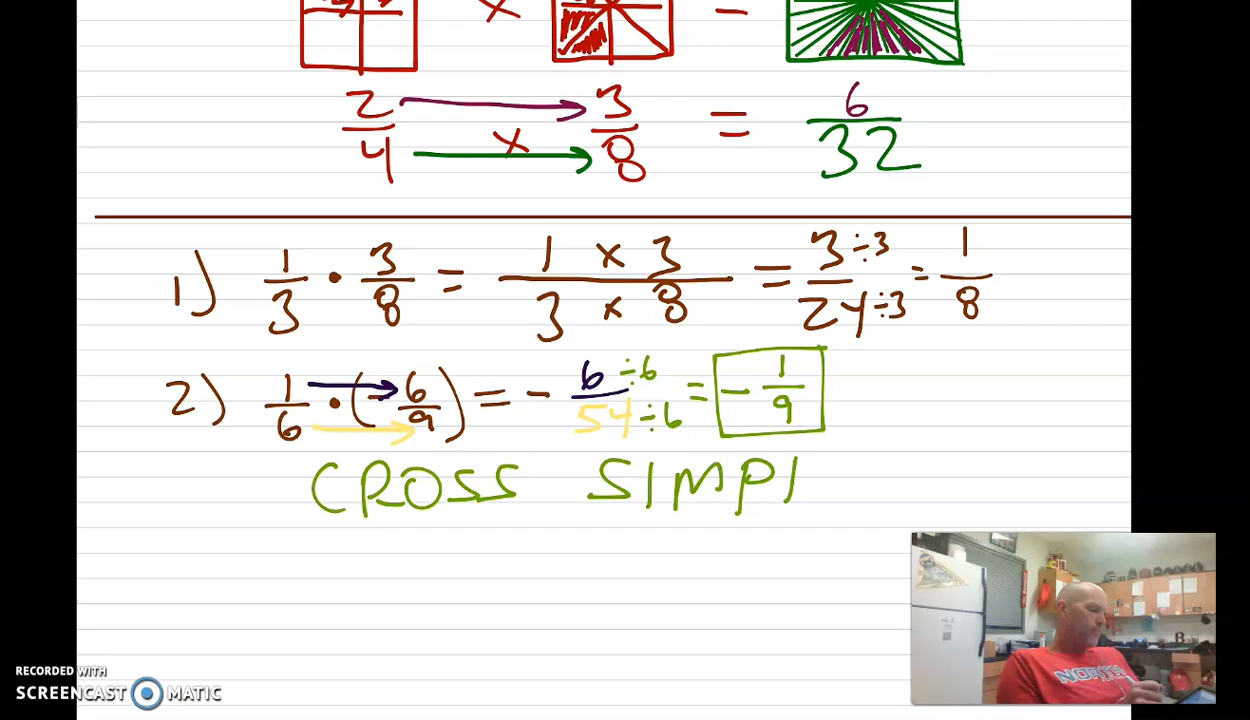 2/4 × 3/8 = 6/32
1) 1/3 · 3/8 = 1 × 3 / 3 × 8 = 3 ÷3 / 24 ÷3 = 1/8
2) 1/6 · (- 6/9) = - 6 ÷6 / 54 ÷6 = - 1/9
CROSS SIMPl
RECORDED WITH
SCREENCAST MATIC